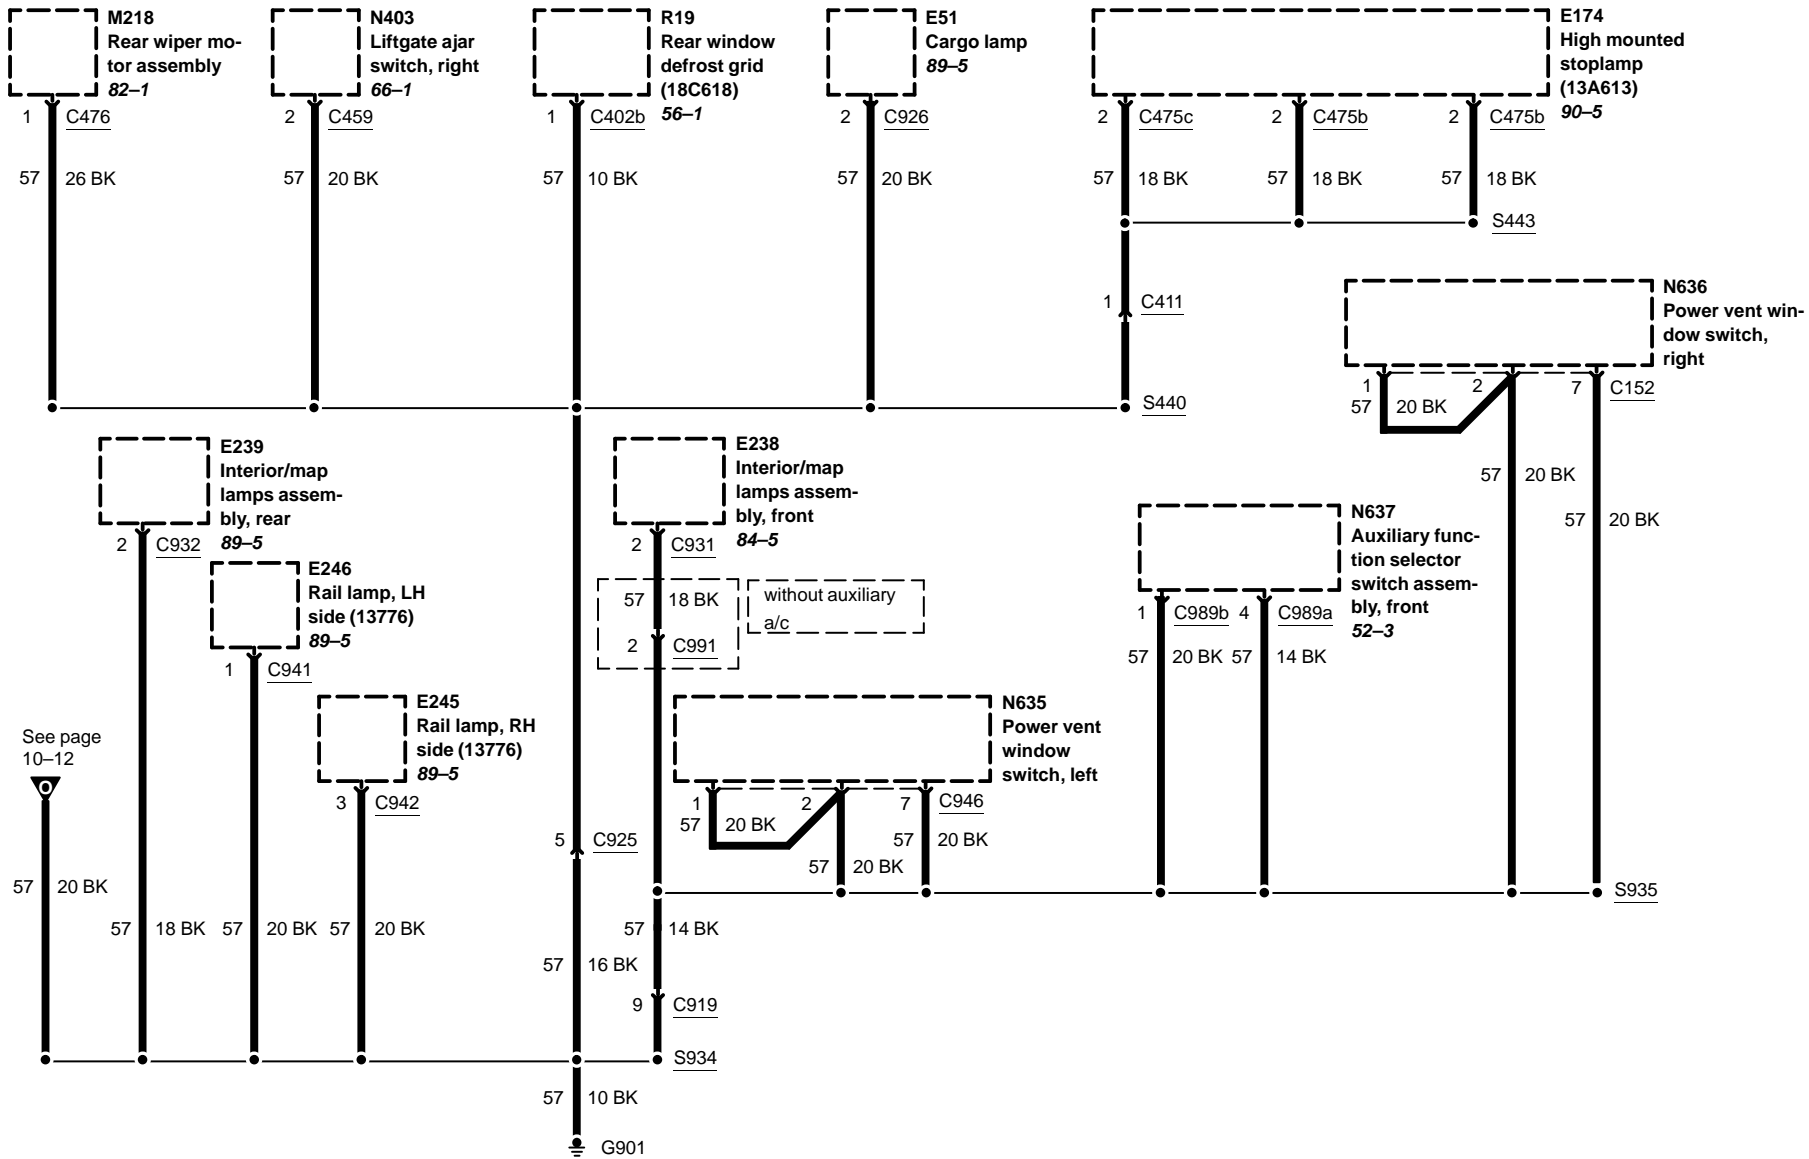 M218
Rear wiper mo-
tor assembly
82–1
1 C476
57 26 BK
N403
Liftgate ajar
switch, right
66–1
2 C459
57 20 BK
R19
Rear window
defrost grid
(18C618)
56–1
1 C402b
57 10 BK
E51
Cargo lamp
89–5
2 C926
57 20 BK
E174
High mounted
stoplamp
(13A613)
90–5
2 C475c
57 18 BK
2 C475b
57 18 BK
2 C475b
57 18 BK
S443
1 C411
S440
N636
Power vent win-
dow switch,
right
1 2 7 C152
57 20 BK
57 20 BK
57 20 BK
E239
Interior/map
lamps assem-
bly, rear
89–5
2 C932
E238
Interior/map
lamps assem-
bly, front
84–5
2 C931
57 18 BK
2 C991
without auxiliary
a/c
N637
Auxiliary func-
tion selector
switch assem-
bly, front
52–3
1 C989b 4 C989a
57 20 BK 57 14 BK
E246
Rail lamp, LH
side (13776)
89–5
1 C941
E245
Rail lamp, RH
side (13776)
89–5
3 C942
N635
Power vent
window
switch, left
1 2 7 C946
57 20 BK
57 20 BK
57 20 BK
See page
10–12
O
5 C925
57 20 BK
S935
57 18 BK 57 20 BK 57 20 BK
57 14 BK
57 16 BK
9 C919
S934
57 10 BK
G901